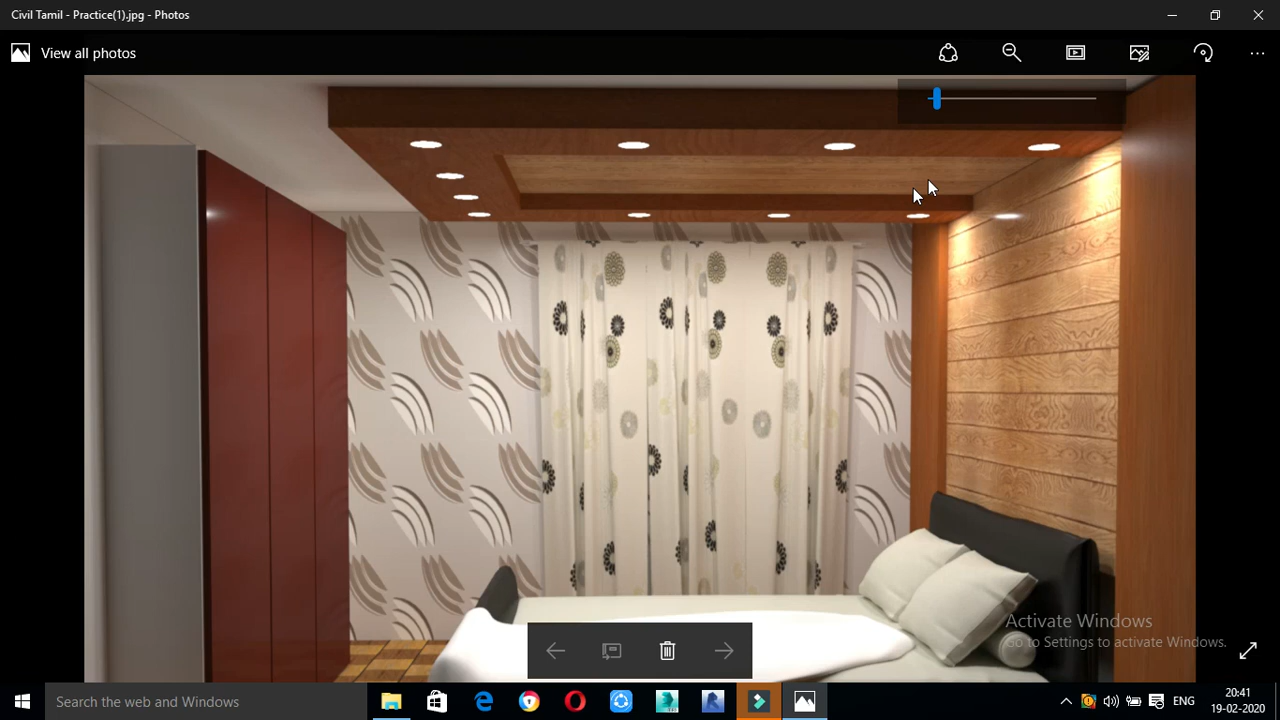 Civil Tamil - Practice(1).jpg - Photos
View all photos
Activate Windows
Go to Settings to activate Windows.
Search the web and Windows
ENG
20:41
19-02-2020